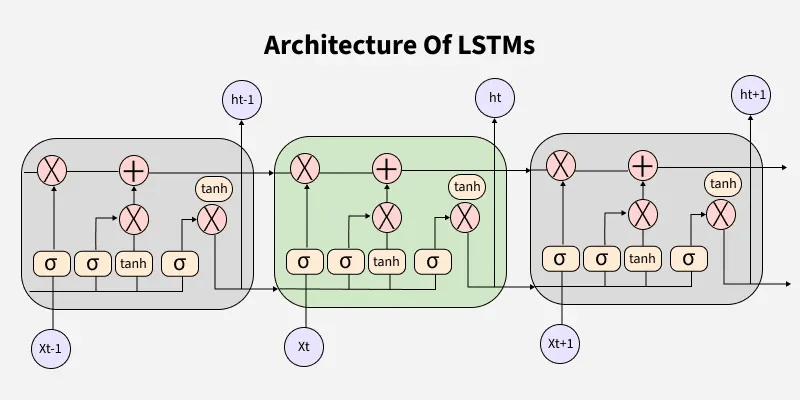 Architecture Of LSTMs
ht-1
ht
ht+1
X
+
tanh
X
X
σ
σ
tanh
σ
X
+
tanh
X
X
σ
σ
tanh
σ
X
+
tanh
X
X
σ
σ
tanh
σ
Xt-1
Xt
Xt+1